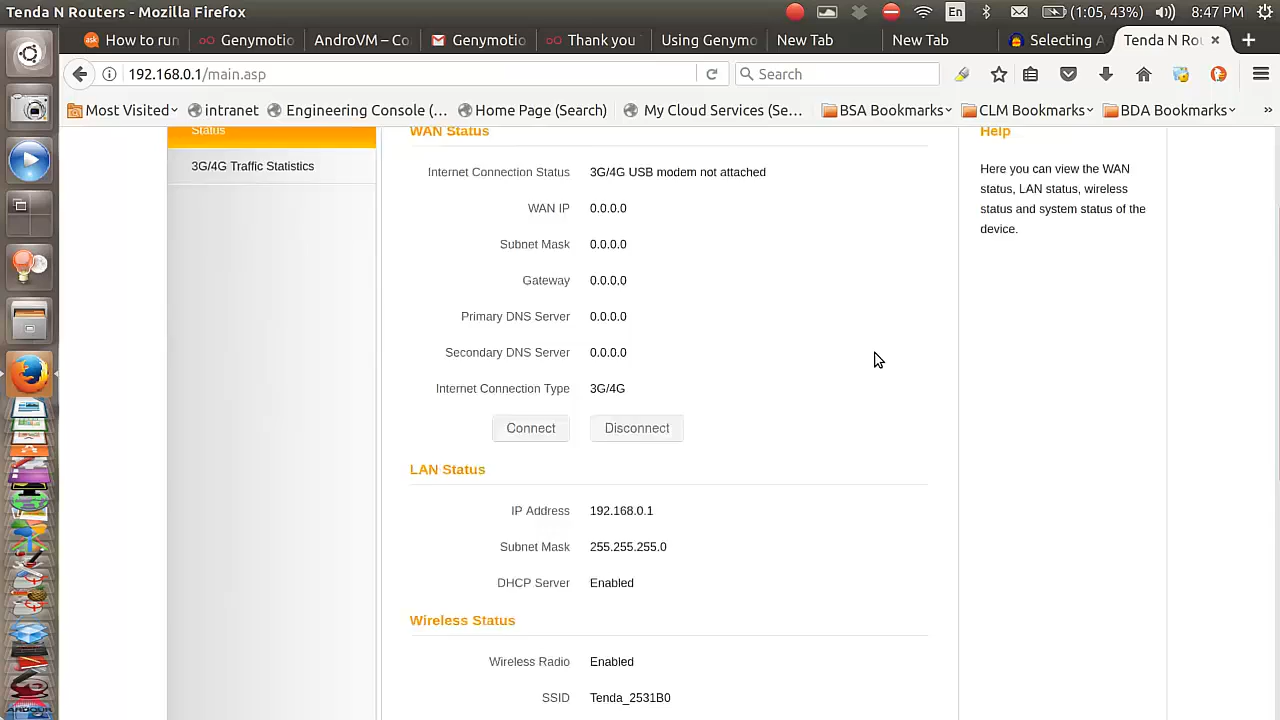 Tenda N Routers - Mozilla Firefox
En
(1:05, 43%)
8:47 PM
How to run
Genymotio
AndroVM – Co
Genymotio
Thank you
Using Genymo
New Tab
New Tab
Selecting A
Tenda N Rou
192.168.0.1/main.asp
Search
Most Visited
intranet
Engineering Console (...
Home Page (Search)
My Cloud Services (Se...
BSA Bookmarks
CLM Bookmarks
BDA Bookmarks
»
Status
3G/4G Traffic Statistics
WAN Status
Internet Connection Status 3G/4G USB modem not attached
WAN IP 0.0.0.0
Subnet Mask 0.0.0.0
Gateway 0.0.0.0
Primary DNS Server 0.0.0.0
Secondary DNS Server 0.0.0.0
Internet Connection Type 3G/4G
Connect Disconnect
LAN Status
IP Address 192.168.0.1
Subnet Mask 255.255.255.0
DHCP Server Enabled
Wireless Status
Wireless Radio Enabled
SSID Tenda_2531B0
Help
Here you can view the WAN
status, LAN status, wireless
status and system status of the
device.